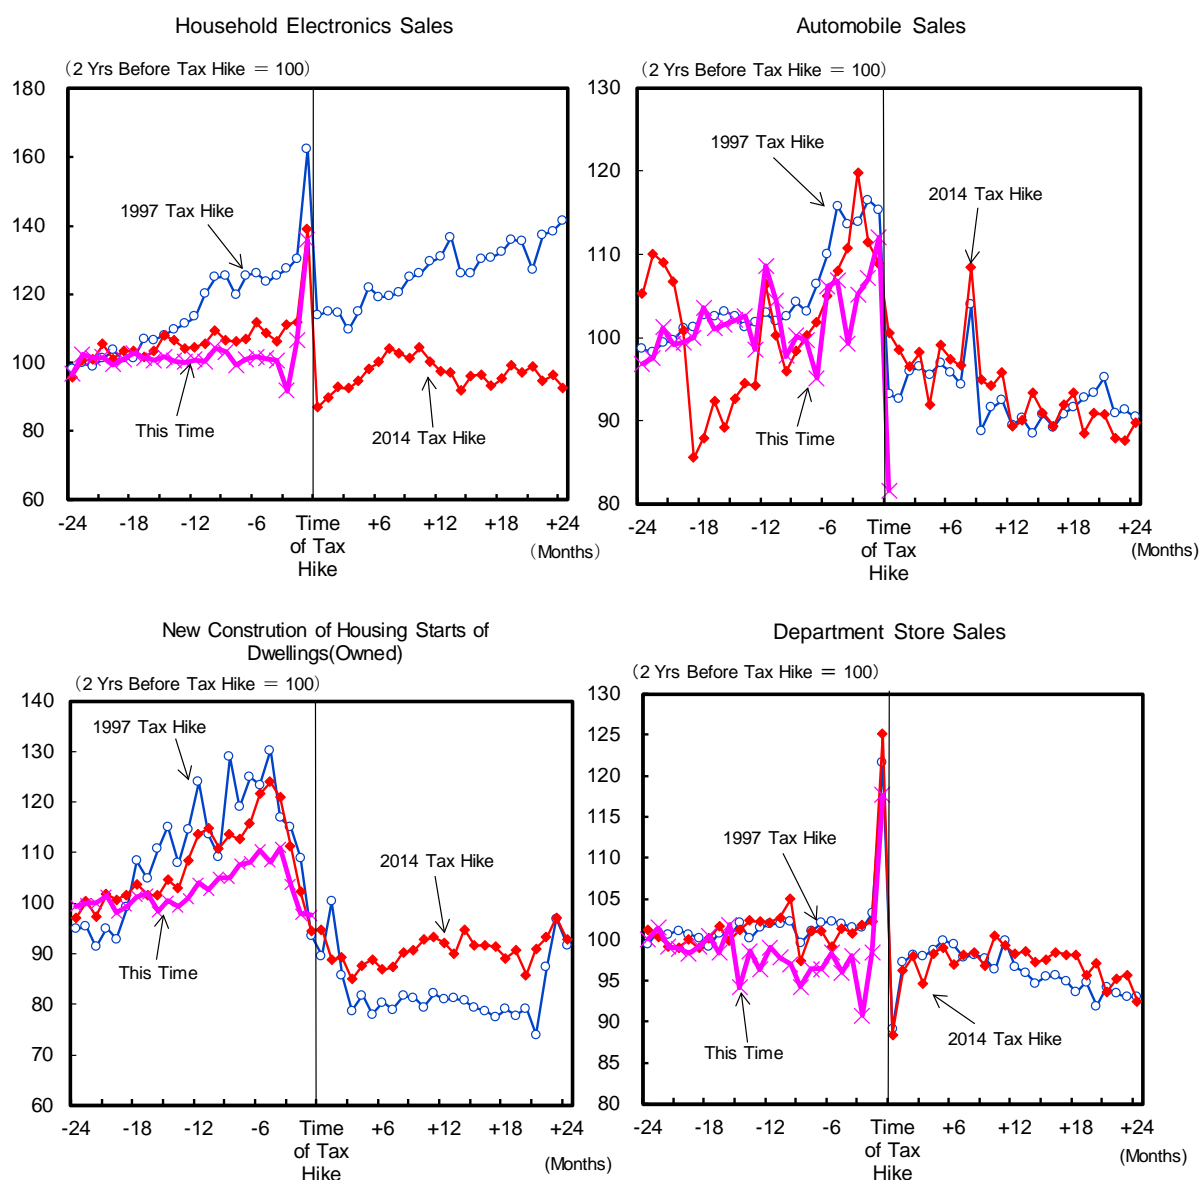 Household Electronics Sales
（2 Yrs Before Tax Hike ＝ 100）
180
160
140
120
100
80
60
1997 Tax Hike
This Time
2014 Tax Hike
-24
-18
-12
-6
Time
of Tax
Hike
+6
+12
+18
+24
(Months）
Automobile Sales
（2 Yrs Before Tax Hike ＝ 100）
130
120
110
100
90
80
1997 Tax Hike
2014 Tax Hike
This Time
-24
-18
-12
-6
Time
of Tax
Hike
+6
+12
+18
+24
(Months)
New Constrution of Housing Starts of
Dwellings(Owned)
（2 Yrs Before Tax Hike ＝ 100）
140
130
120
110
100
90
80
70
60
1997 Tax Hike
2014 Tax Hike
This Time
-24
-18
-12
-6
Time
of Tax
Hike
+6
+12
+18
+24
(Months)
Department Store Sales
（2 Yrs Before Tax Hike ＝ 100）
130
125
120
115
110
105
100
95
90
85
80
1997 Tax Hike
This Time
2014 Tax Hike
-24
-18
-12
-6
Time
of Tax
Hike
+6
+12
+18
+24
(Months)